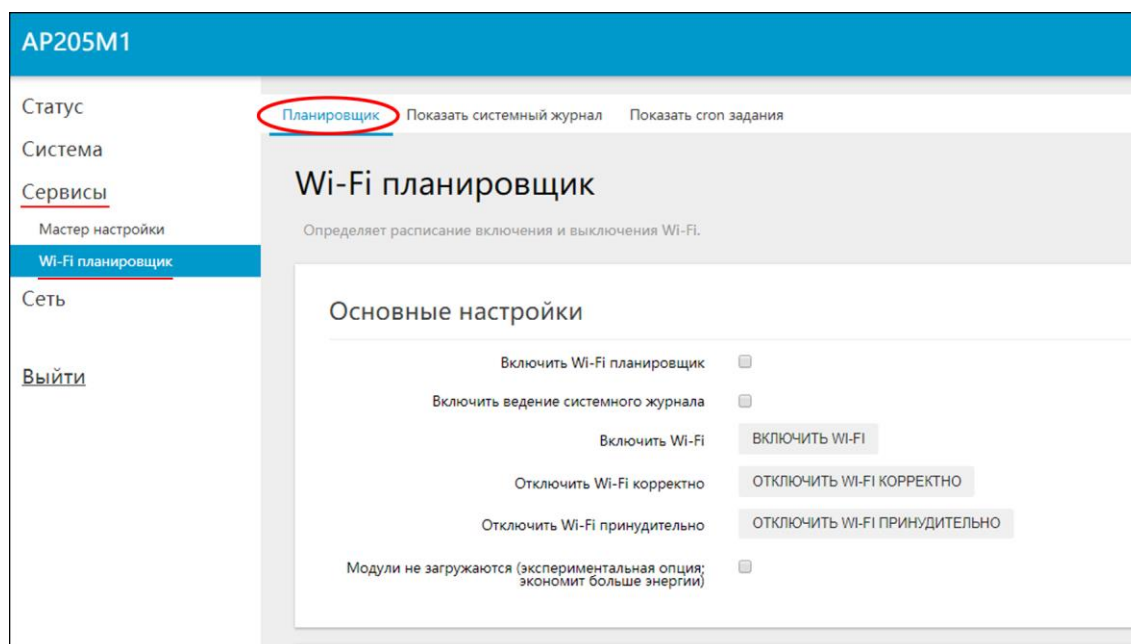 AP205M1
Статус
Система
Сервисы
Мастер настройки
Wi-Fi планировщик
Сеть
Выйти
Планировщик Показать системный журнал Показать cron задания
Wi-Fi планировщик
Определяет расписание включения и выключения Wi-Fi.
Основные настройки
Включить Wi-Fi планировщик
Включить ведение системного журнала
Включить Wi-Fi ВКЛЮЧИТЬ WI-FI
Отключить Wi-Fi корректно ОТКЛЮЧИТЬ WI-FI КОРРЕКТНО
Отключить Wi-Fi принудительно ОТКЛЮЧИТЬ WI-FI ПРИНУДИТЕЛЬНО
Модули не загружаются (экспериментальная опция;
экономит больше энергии)